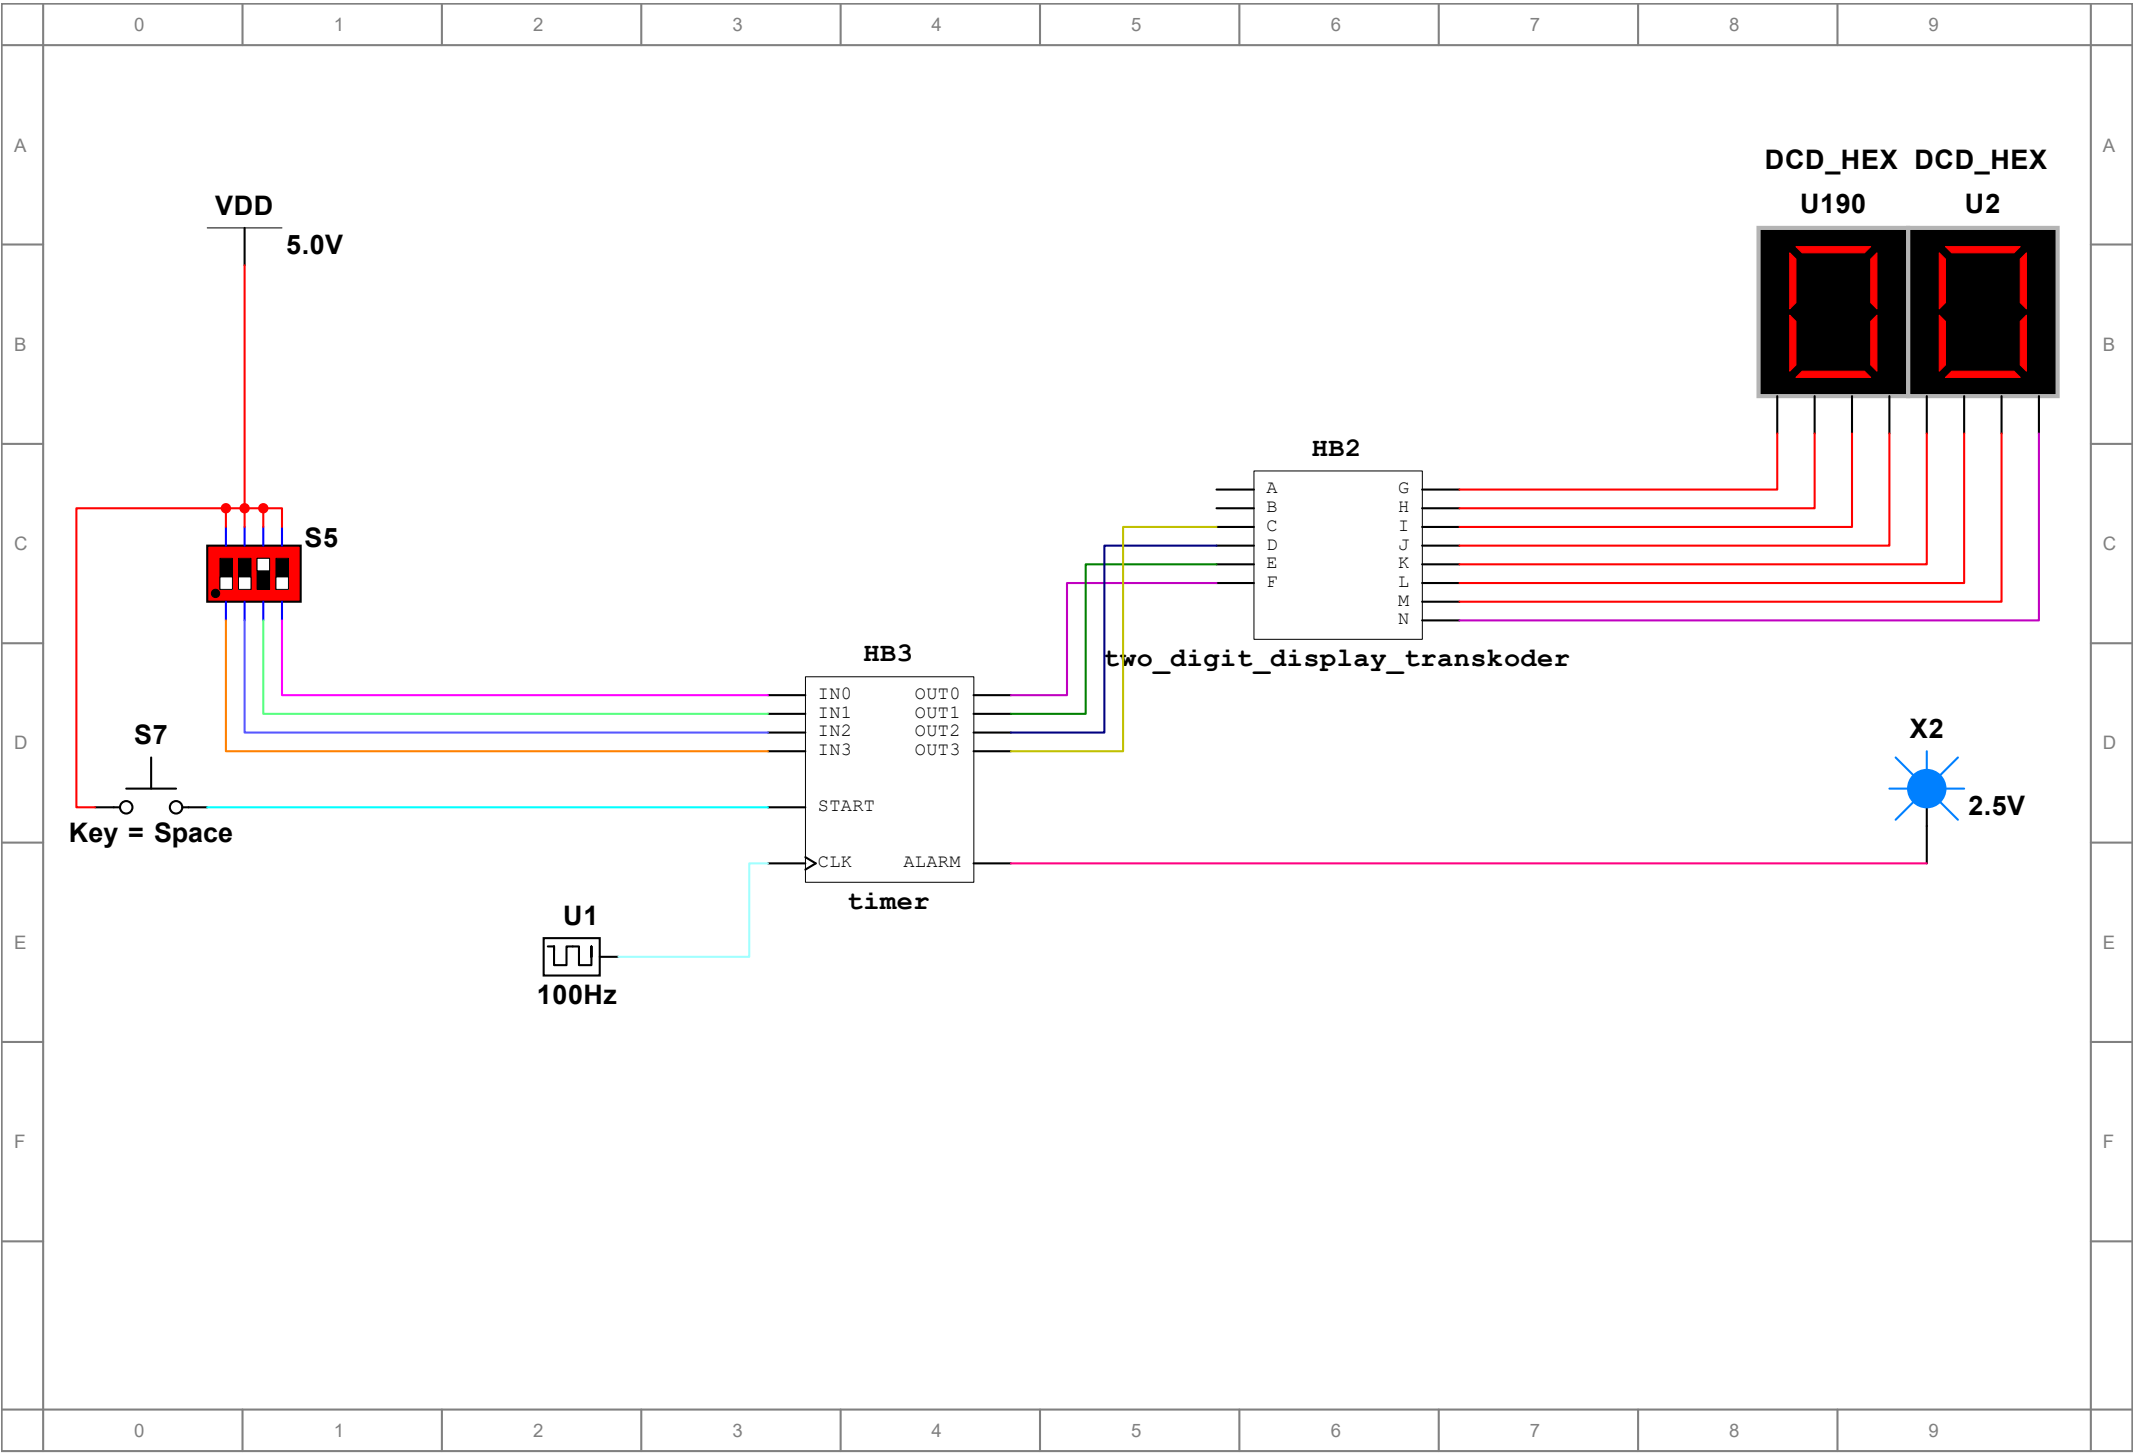 0 1 2 3 4 5 6 7 8 9
A A
DCD_HEX DCD_HEX
U190 U2
VDD
5.0V
B B
HB2
A G
B H
C I
D J
E K
F L
M
N
two_digit_display_transkoder
C C
S5
HB3
IN0 OUT0
IN1 OUT1
IN2 OUT2
IN3 OUT3
START
CLK ALARM
timer
D D
S7
Key = Space
X2
2.5V
E E
U1
100Hz
F F
0 1 2 3 4 5 6 7 8 9